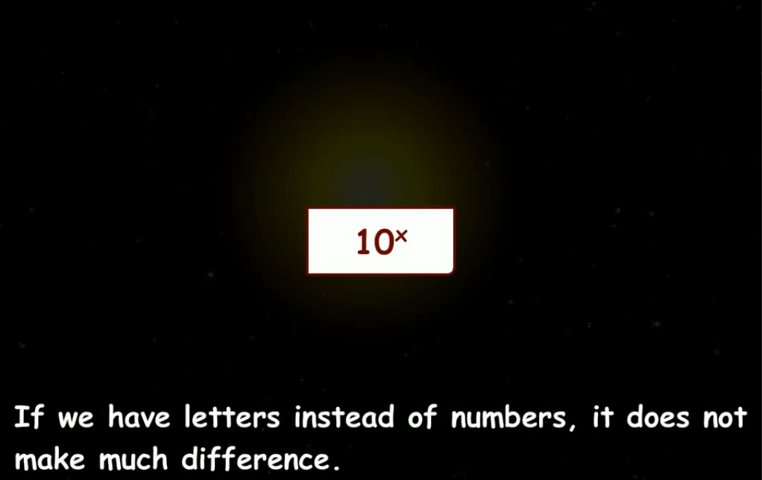 10ˣ
If we have letters instead of numbers, it does not
make much difference.